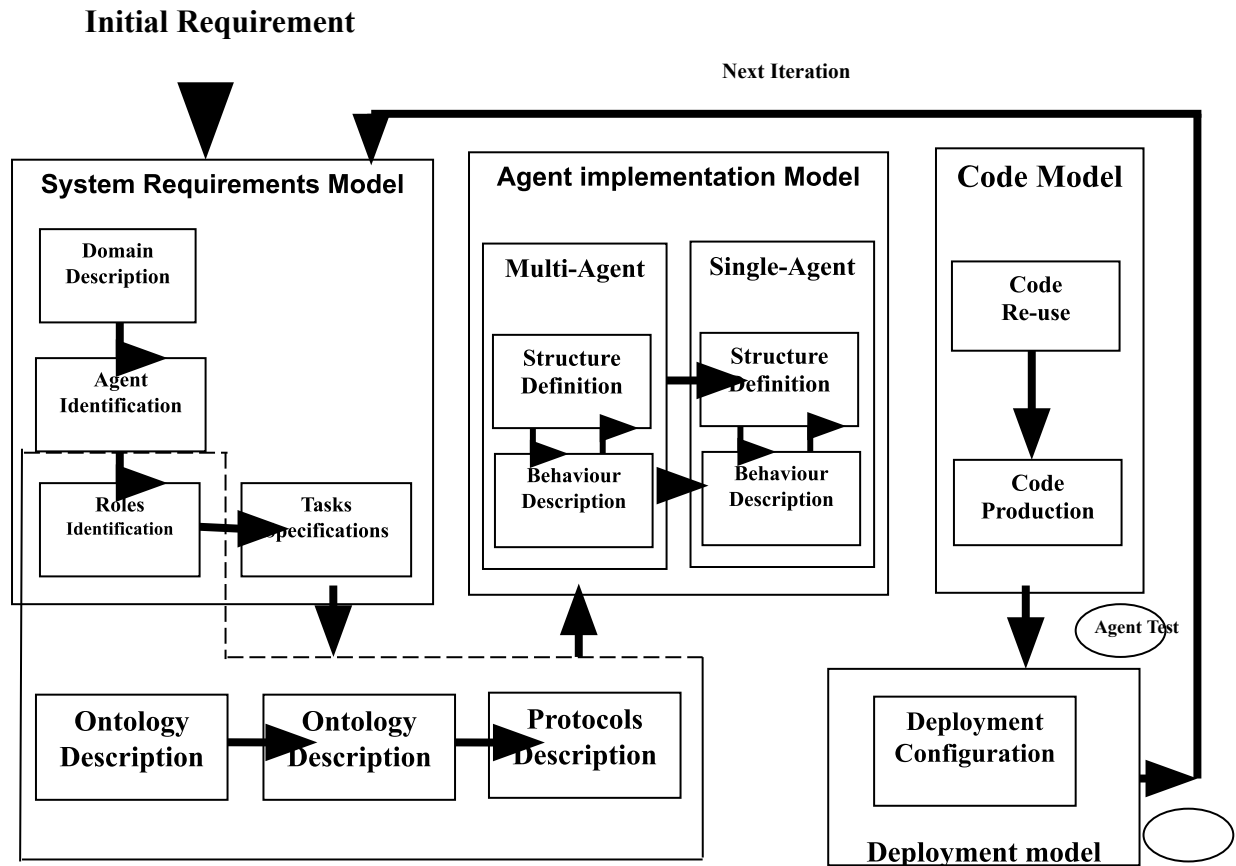 Initial Requirement
Next Iteration
System Requirements Model
Domain
Description
Agent
Identification
Roles
Identification
Tasks
Specifications
Agent implementation Model
Multi-Agent
Structure
Definition
Behaviour
Description
Single-Agent
Structure
Definition
Behaviour
Description
Code Model
Code
Re-use
Code
Production
Agent Test
Ontology
Description
Ontology
Description
Protocols
Description
Deployment
Configuration
Deployment model